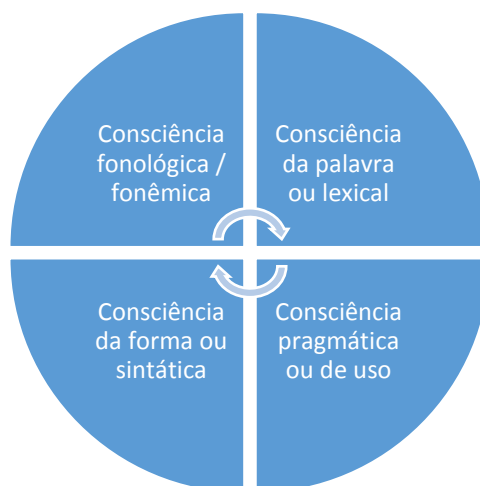 Consciência
fonológica /
fonêmica
Consciência
da palavra
ou lexical
Consciência
da forma ou
sintática
Consciência
pragmática
ou de uso